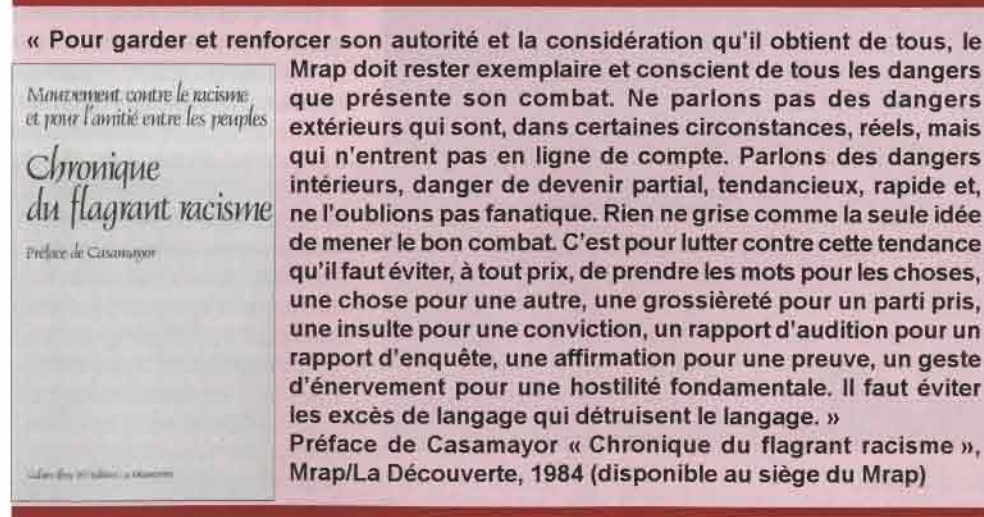 « Pour garder et renforcer son autorité et la considération qu'il obtient de tous, le
Mrap doit rester exemplaire et conscient de tous les dangers
que présente son combat. Ne parlons pas des dangers
extérieurs qui sont, dans certaines circonstances, réels, mais
qui n'entrent pas en ligne de compte. Parlons des dangers
intérieurs, danger de devenir partial, tendancieux, rapide et,
ne l'oublions pas fanatique. Rien ne grise comme la seule idée
de mener le bon combat. C'est pour lutter contre cette tendance
qu'il faut éviter, à tout prix, de prendre les mots pour les choses,
une chose pour une autre, une grossièreté pour un parti pris,
une insulte pour une conviction, un rapport d'audition pour un
rapport d'enquête, une affirmation pour une preuve, un geste
d'énervement pour une hostilité fondamentale. Il faut éviter
les excès de langage qui détruisent le langage. »
Préface de Casamayor « Chronique du flagrant racisme »,
Mrap/La Découverte, 1984 (disponible au siège du Mrap)
Mouvement contre le racisme
et pour l'amitié entre les peuples
Chronique
du flagrant racisme
Préface de Casamayor